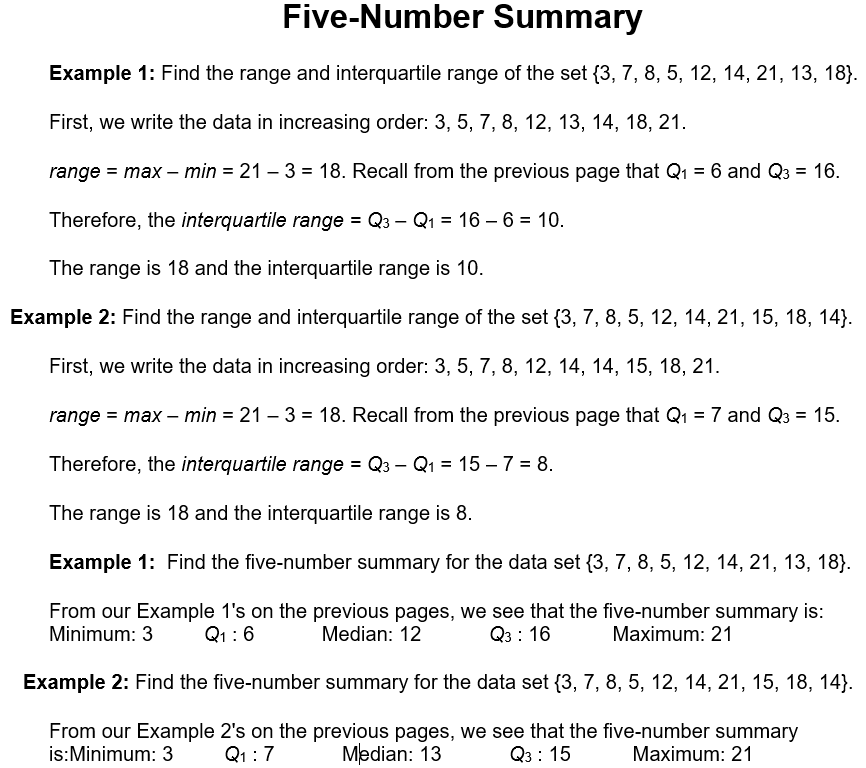 Five-Number Summary
Example 1: Find the range and interquartile range of the set {3, 7, 8, 5, 12, 14, 21, 13, 18}.
First, we write the data in increasing order: 3, 5, 7, 8, 12, 13, 14, 18, 21.
range = max – min = 21 – 3 = 18. Recall from the previous page that Q₁ = 6 and Q₃ = 16.
Therefore, the interquartile range = Q₃ – Q₁ = 16 – 6 = 10.
The range is 18 and the interquartile range is 10.
Example 2: Find the range and interquartile range of the set {3, 7, 8, 5, 12, 14, 21, 15, 18, 14}.
First, we write the data in increasing order: 3, 5, 7, 8, 12, 14, 14, 15, 18, 21.
range = max – min = 21 – 3 = 18. Recall from the previous page that Q₁ = 7 and Q₃ = 15.
Therefore, the interquartile range = Q₃ – Q₁ = 15 – 7 = 8.
The range is 18 and the interquartile range is 8.
Example 1: Find the five-number summary for the data set {3, 7, 8, 5, 12, 14, 21, 13, 18}.
From our Example 1's on the previous pages, we see that the five-number summary is:
Minimum: 3 Q₁ : 6 Median: 12 Q₃ : 16 Maximum: 21
Example 2: Find the five-number summary for the data set {3, 7, 8, 5, 12, 14, 21, 15, 18, 14}.
From our Example 2's on the previous pages, we see that the five-number summary
is:Minimum: 3 Q₁ : 7 Median: 13 Q₃ : 15 Maximum: 21